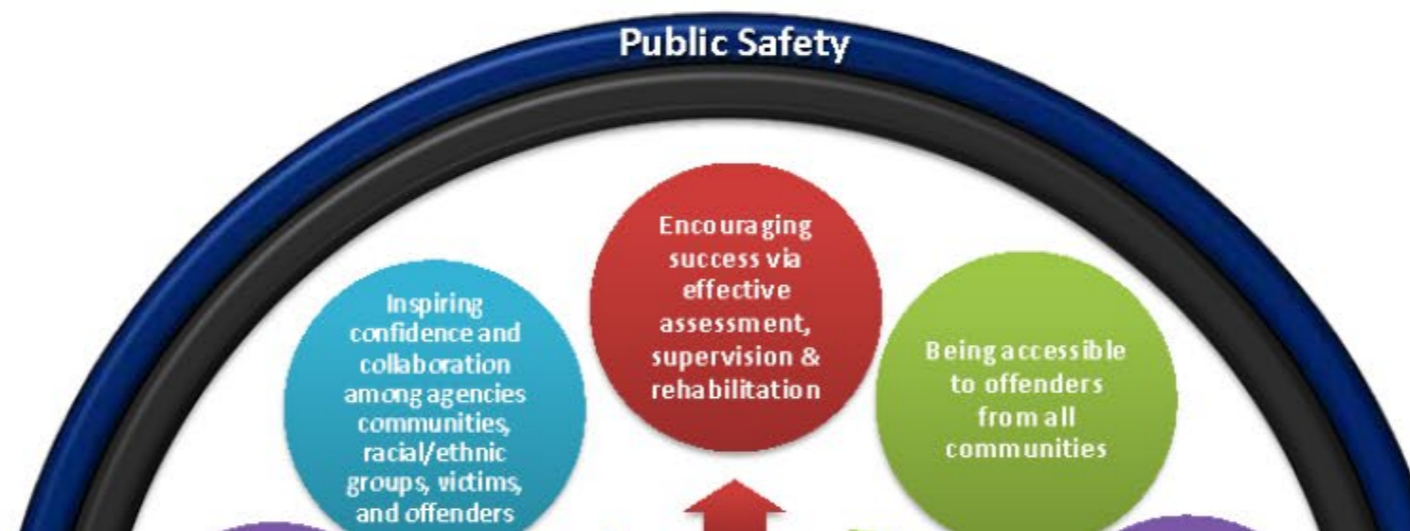 Public Safety
Encouraging
success via
effective
assessment,
supervision &
rehabilitation
Inspiring
confidence and
collaboration
among agencies
communities,
racial/ethnic
groups, victims,
and offenders
Being accessible
to offenders
from all
communities